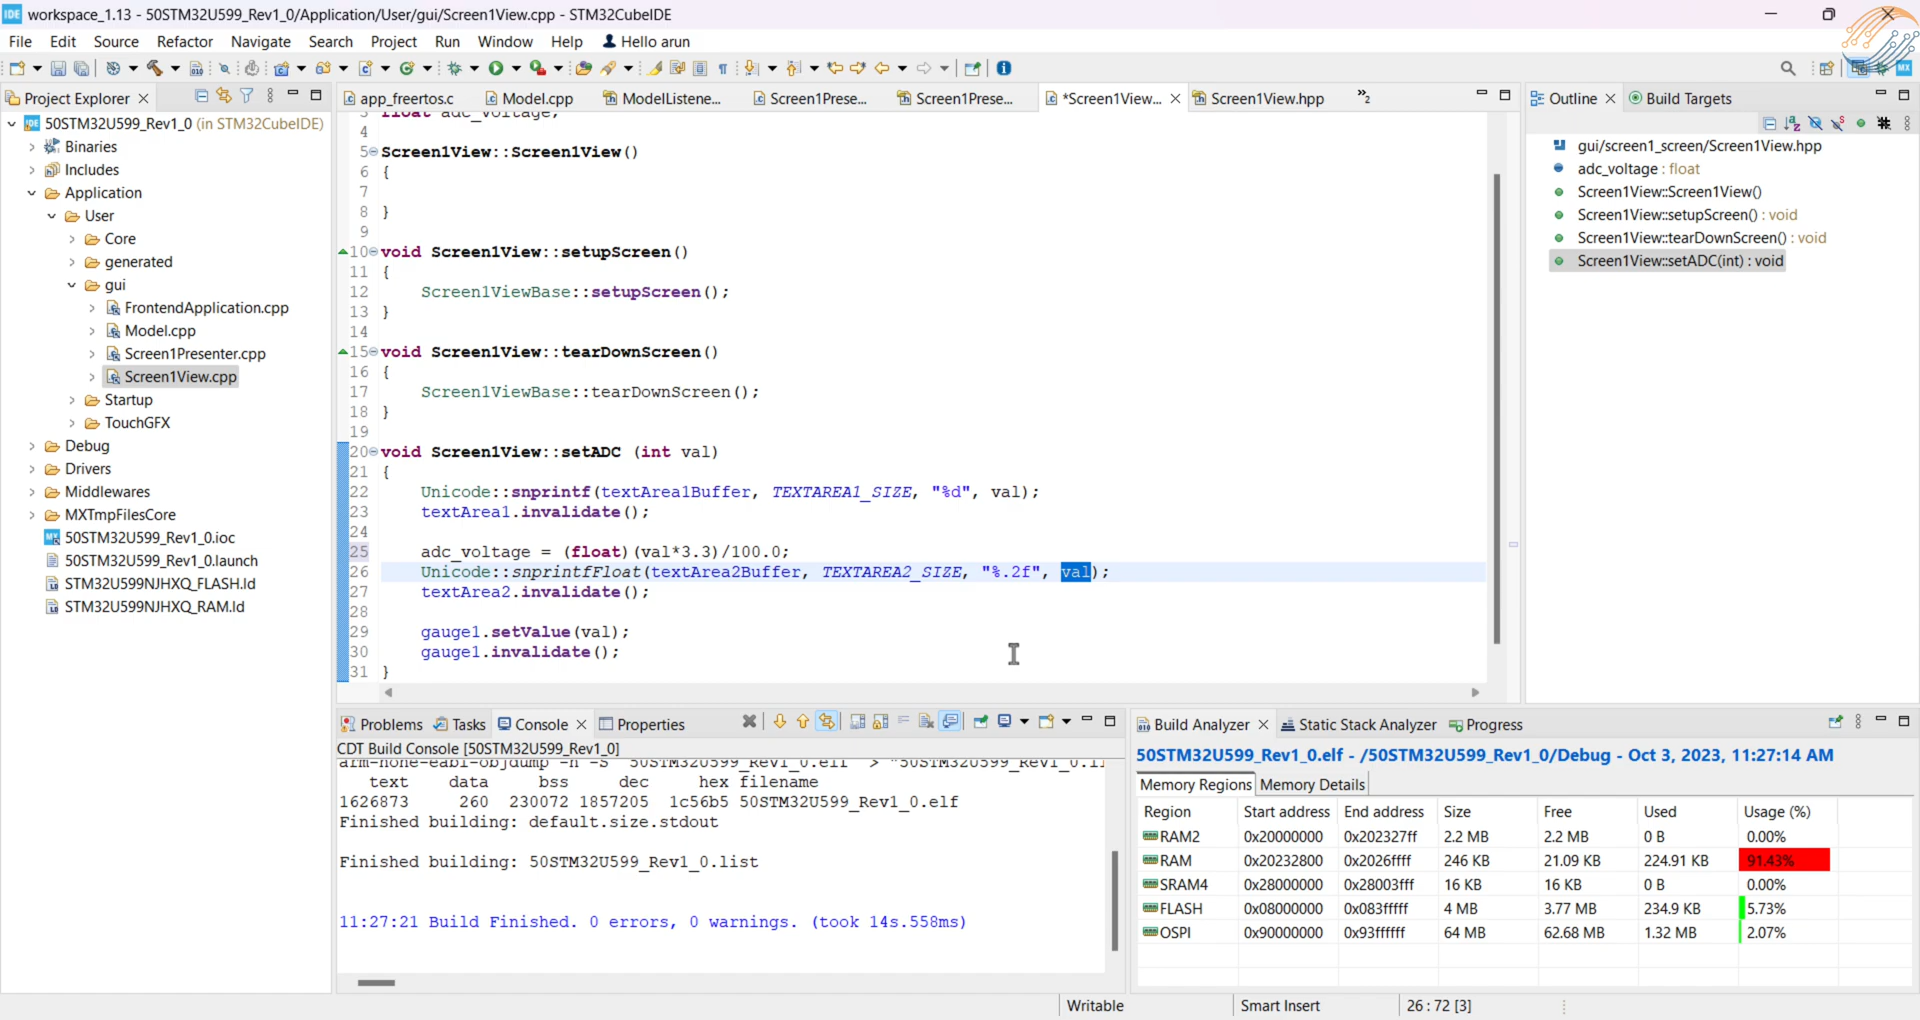 IDE workspace_1.13 - 50STM32U599_Rev1_0/Application/User/gui/Screen1View.cpp - STM32CubeIDE
File Edit Source Refactor Navigate Search Project Run Window Help Hello arun
Project Explorer
app_freertos.c Model.cpp ModelListene... Screen1Prese... Screen1Prese... *Screen1View... Screen1View.hpp »2
Outline Build Targets
50STM32U599_Rev1_0 (in STM32CubeIDE)
Binaries
Includes
Application
User
Core
generated
gui
FrontendApplication.cpp
Model.cpp
Screen1Presenter.cpp
Screen1View.cpp
Startup
TouchGFX
Debug
Drivers
Middlewares
MXTmpFilesCore
50STM32U599_Rev1_0.ioc
50STM32U599_Rev1_0.launch
STM32U599NJHXQ_FLASH.ld
STM32U599NJHXQ_RAM.ld
3 float adc_voltage;
4
5 Screen1View::Screen1View()
6 {
7
8 }
9
10 void Screen1View::setupScreen()
11 {
12 Screen1ViewBase::setupScreen();
13 }
14
15 void Screen1View::tearDownScreen()
16 {
17 Screen1ViewBase::tearDownScreen();
18 }
19
20 void Screen1View::setADC (int val)
21 {
22 Unicode::snprintf(textArea1Buffer, TEXTAREA1_SIZE, "%d", val);
23 textArea1.invalidate();
24
25 adc_voltage = (float)(val*3.3)/100.0;
26 Unicode::snprintfFloat(textArea2Buffer, TEXTAREA2_SIZE, "%.2f", val);
27 textArea2.invalidate();
28
29 gauge1.setValue(val);
30 gauge1.invalidate();
31 }
gui/screen1_screen/Screen1View.hpp
adc_voltage : float
Screen1View::Screen1View()
Screen1View::setupScreen() : void
Screen1View::tearDownScreen() : void
Screen1View::setADC(int) : void
Problems Tasks Console Properties
CDT Build Console [50STM32U599_Rev1_0]
arm-none-eabi-objdump -h -S 50STM32U599_Rev1_0.elf > "50STM32U599_Rev1_0.li
text data bss dec hex filename
1626873 260 230072 1857205 1c56b5 50STM32U599_Rev1_0.elf
Finished building: default.size.stdout
Finished building: 50STM32U599_Rev1_0.list
11:27:21 Build Finished. 0 errors, 0 warnings. (took 14s.558ms)
Build Analyzer Static Stack Analyzer Progress
50STM32U599_Rev1_0.elf - /50STM32U599_Rev1_0/Debug - Oct 3, 2023, 11:27:14 AM
Memory Regions Memory Details
Region Start address End address Size Free Used Usage (%)
RAM2 0x20000000 0x202327ff 2.2 MB 2.2 MB 0 B 0.00%
RAM 0x20232800 0x2026ffff 246 KB 21.09 KB 224.91 KB 91.43%
SRAM4 0x28000000 0x28003fff 16 KB 16 KB 0 B 0.00%
FLASH 0x08000000 0x083fffff 4 MB 3.77 MB 234.9 KB 5.73%
OSPI 0x90000000 0x93ffffff 64 MB 62.68 MB 1.32 MB 2.07%
Writable Smart Insert 26 : 72 [3]